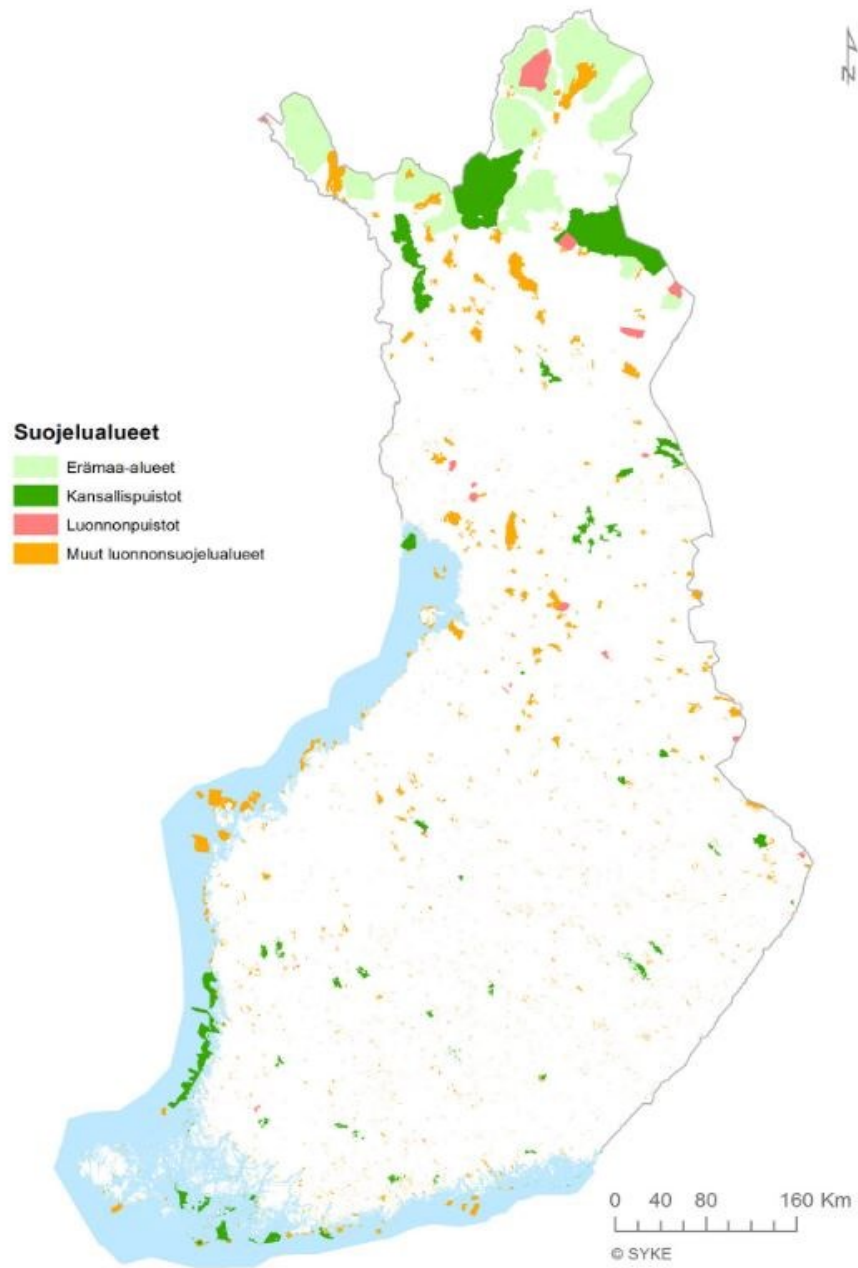 Suojelualueet
Erämaa-alueet
Kansallispuistot
Luonnonpuistot
Muut luonnonsuojelualueet
0 40 80 160 Km
© SYKE
N